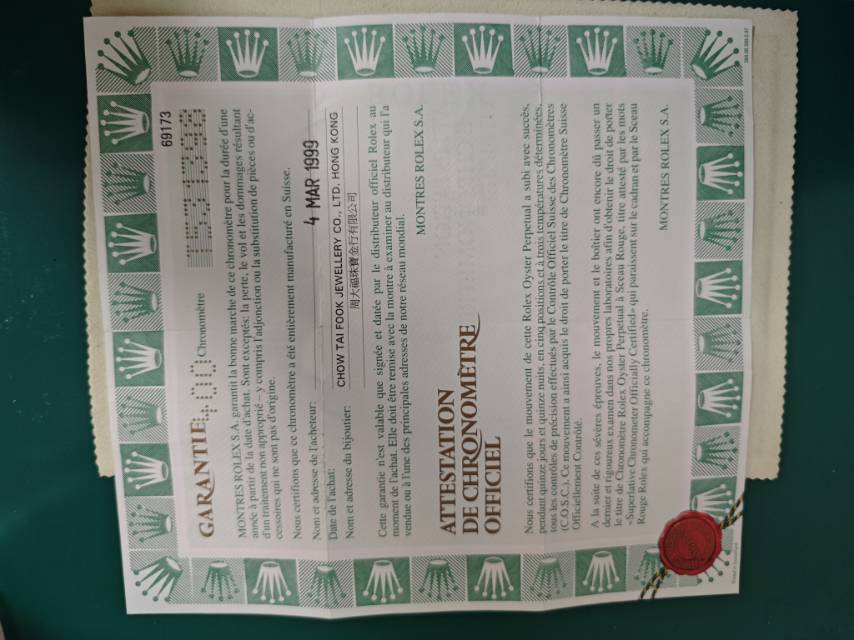 69173
GARANTIE 400 Chronomètre
MONTRES ROLEX S.A. garantit la bonne marche de ce chronomètre pour la durée d'une
année à partir de la date d'achat. Sont exceptés: la perte, le vol et les dommages résultant
d'un traitement non approprié – y compris l'adjonction ou la substitution de pièces ou d'ac-
cessoires qui ne sont pas d'origine.
Nous certifions que ce chronomètre a été entièrement manufacturé en Suisse.
Nom et adresse de l'acheteur:
Date de l'achat: 4 MAR 1999
Nom et adresse du bijoutier: CHOW TAI FOOK JEWELLERY CO., LTD. HONG KONG
周大福珠寶金行有限公司
Cette garantie n'est valable que signée et datée par le distributeur officiel Rolex au
moment de l'achat. Elle doit être remise avec la montre à examiner au distributeur qui l'a
vendue ou à l'une des principales adresses de notre réseau mondial.
MONTRES ROLEX S.A.
ATTESTATION
DE CHRONOMÈTRE
OFFICIEL
Nous certifions que le mouvement de cette Rolex Oyster Perpetual a subi avec succès,
pendant quinze jours et quinze nuits, en cinq positions et à trois températures déterminées,
tous les contrôles de précision effectués par le Contrôle Officiel Suisse des Chronomètres
(C.O.S.C.). Ce mouvement a ainsi acquis le droit de porter le titre de Chronomètre Suisse
Officiellement Contrôlé.
A la suite de ces sévères épreuves, le mouvement et le boîtier ont encore dû passer un
dernier et rigoureux examen dans nos propres laboratoires afin d'obtenir le droit de porter
le titre de Chronomètre Rolex Oyster Perpetual à Sceau Rouge, titre attesté par les mots
«Superlative Chronometer Officially Certified» qui paraissent sur le cadran et par le Sceau
Rouge Rolex qui accompagne ce chronomètre.
MONTRES ROLEX S.A.